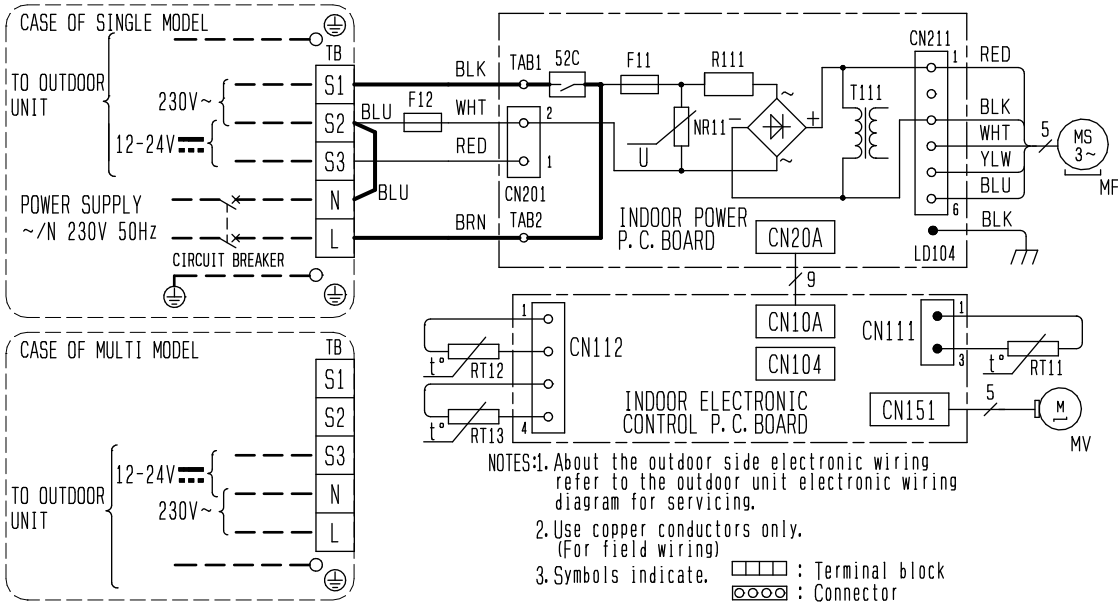 CASE OF SINGLE MODEL
TB
TO OUTDOOR
UNIT
230V~
12-24V
S1
S2
S3
N
L
POWER SUPPLY
~/N 230V 50Hz
CIRCUIT BREAKER
BLK
BLU
F12
WHT
RED
BLU
BRN
TAB1
52C
F11
R111
2
1
CN201
TAB2
U
NR11
~
+
-
~
T111
CN211
1
6
RED
BLK
WHT
YLW
BLU
BLK
5
MS
3~
MF
LD104
INDOOR POWER
P.C.BOARD
CN20A
9
CASE OF MULTI MODEL
TB
S1
S2
S3
N
L
12-24V
TO OUTDOOR
UNIT
230V~
1
4
CN112
t°
RT12
t°
RT13
CN10A
CN104
CN111
1
3
t°
RT11
INDOOR ELECTRONIC
CONTROL P.C.BOARD
CN151
5
M
MV
NOTES:1. About the outdoor side electronic wiring
refer to the outdoor unit electronic wiring
diagram for servicing.
2. Use copper conductors only.
(For field wiring)
3. Symbols indicate.
: Terminal block
: Connector